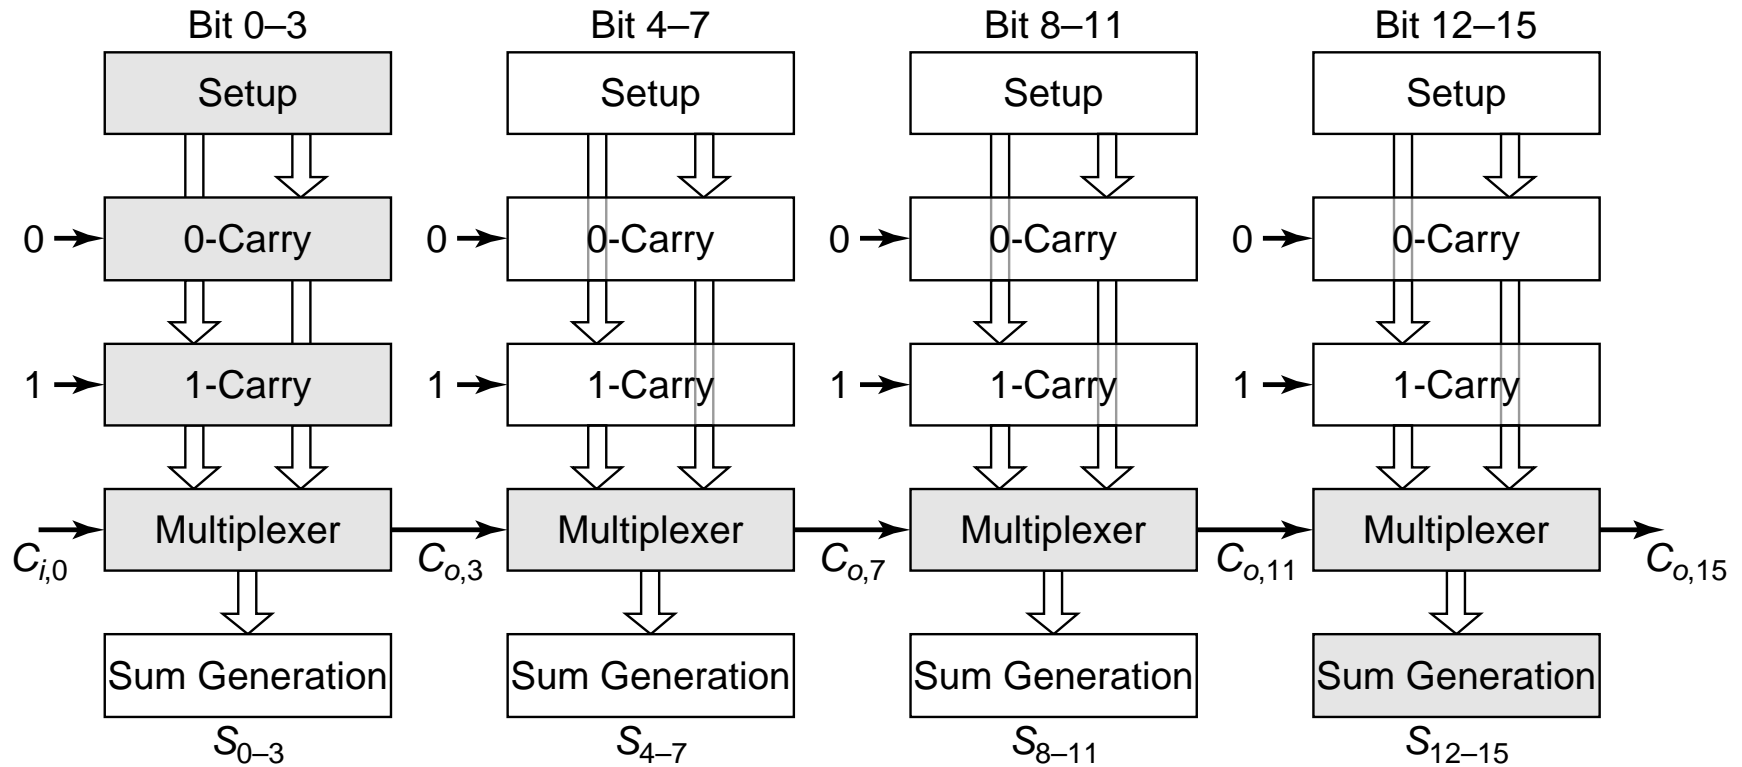 Bit 0–3 Bit 4–7 Bit 8–11 Bit 12–15
Setup Setup Setup Setup
0 0-Carry 0 0-Carry 0 0-Carry 0 0-Carry
1 1-Carry 1 1-Carry 1 1-Carry 1 1-Carry
Multiplexer Multiplexer Multiplexer Multiplexer
Ci,0 Co,3 Co,7 Co,11 Co,15
Sum Generation Sum Generation Sum Generation Sum Generation
S0–3 S4–7 S8–11 S12–15